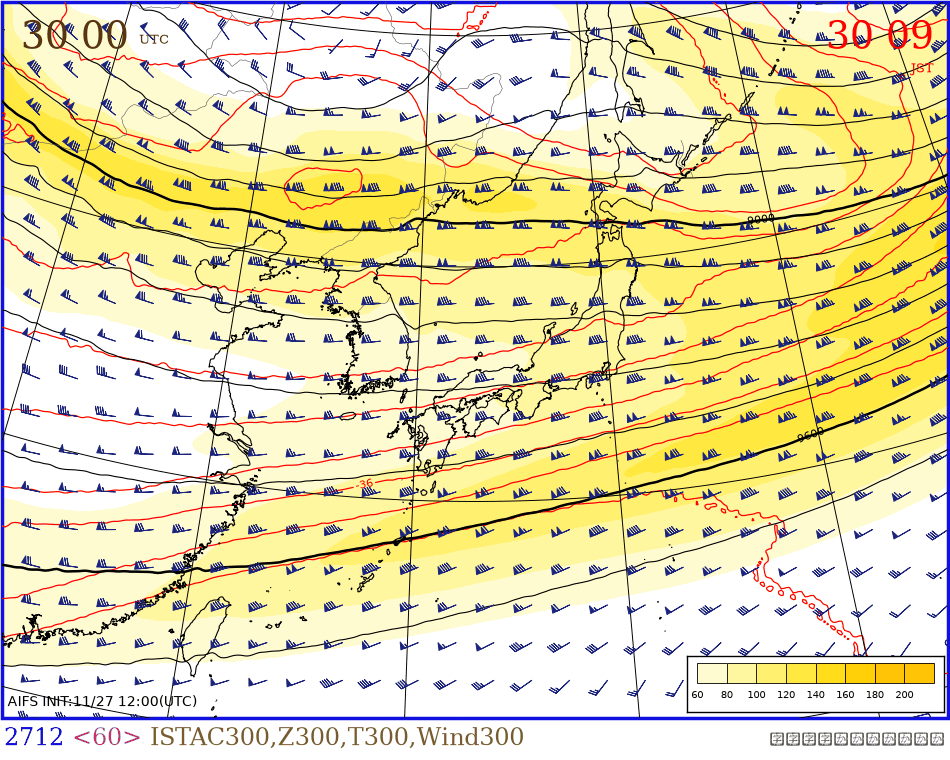 30 00 UTC
30 09
JST
9000
9600
-36
60 80 100 120 140 160 180 200
AIFS INIT:11/27 12:00(UTC)
2712 <60> ISTAC300,Z300,T300,Wind300